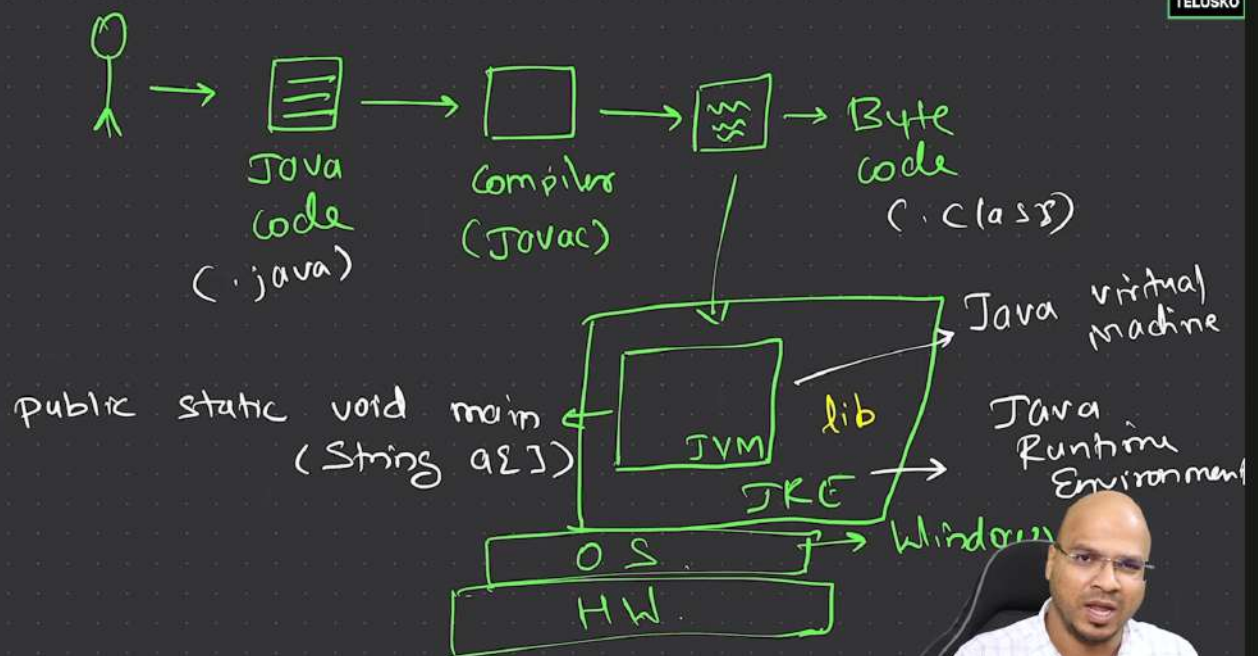 TELUSKO
Java
code
(.java)
Compiler
(Javac)
Byte
code
(.class)
Java virtual
machine
public static void main
(String a[])
JVM
lib
JRE
Java
Runtime
Environment
OS
Windows
HW